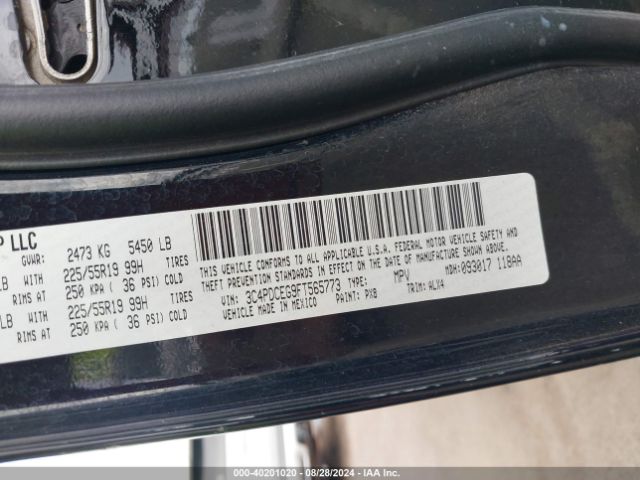 P LLC
GVWR: 2473 KG 5450 LB
LB WITH 225/55R19 99H TIRES
RIMS AT 250 KPA ( 36 PSI) COLD
LB WITH 225/55R19 99H TIRES
RIMS AT 250 KPA ( 36 PSI) COLD
THIS VEHICLE CONFORMS TO ALL APPLICABLE U.S.A. FEDERAL MOTOR VEHICLE SAFETY AND
THEFT PREVENTION STANDARDS IN EFFECT ON THE DATE OF MANUFACTURE SHOWN ABOVE.
VIN: 3C4PDCEG9FT565773 TYPE: MPV MDH: 093017 118AA
VEHICLE MADE IN MEXICO PAINT: PXB TRIM: ALX4
000-40201020 - 08/28/2024 - IAA Inc.